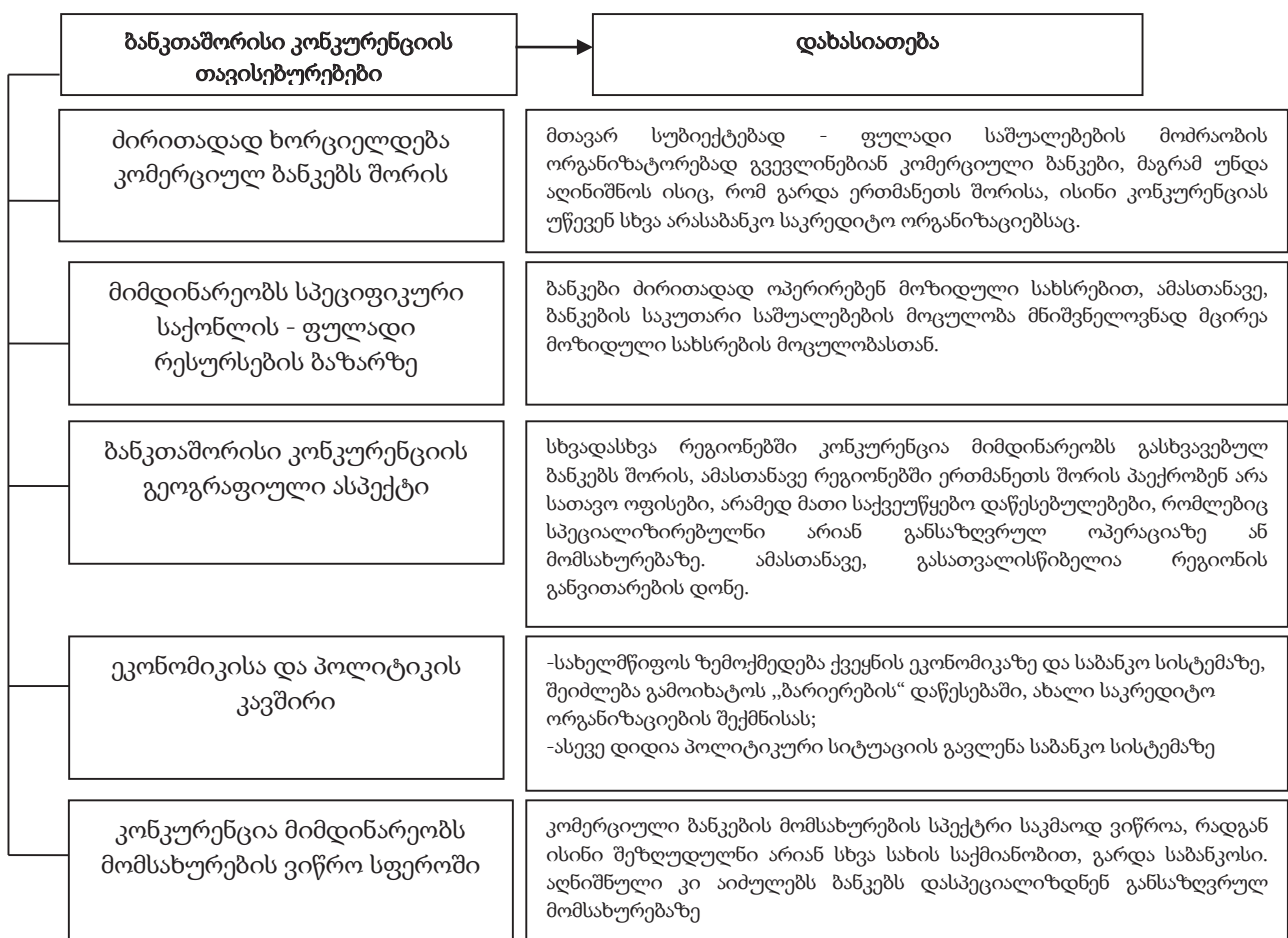 ბანკთაშორისი კონკურენციის
თავისებურებები
დახასიათება
ძირითადად ხორციელდება
კომერციულ ბანკებს შორის
მთავარ სუბიექტებად - ფულადი საშუალებების მოძრაობის
ორგანიზატორებად გვევლინებიან კომერციული ბანკები, მაგრამ უნდა
აღინიშნოს ისიც, რომ გარდა ერთმანეთს შორისა, ისინი კონკურენციას
უწევენ სხვა არასაბანკო საკრედიტო ორგანიზაციებსაც.
მიმდინარეობს სპეციფიკური
საქონლის - ფულადი
რესურსების ბაზარზე
ბანკები ძირითადად ოპერირებენ მოზიდული სახსრებით, ამასთანავე,
ბანკების საკუთარი საშუალებების მოცულობა მნიშვნელოვნად მცირეა
მოზიდული სახსრების მოცულობასთან.
ბანკთაშორისი კონკურენციის
გეოგრაფიული ასპექტი
სხვადასხვა რეგიონებში კონკურენცია მიმდინარეობს გასხვავებულ
ბანკებს შორის, ამასთანავე რეგიონებში ერთმანეთს შორის პაექრობენ არა
სათავო ოფისები, არამედ მათი საქვეუწყებო დაწესებულებები, რომლებიც
სპეციალიზირებულნი არიან განსაზღვრულ ოპერაციაზე ან
მომსახურებაზე. ამასთანავე, გასათვალისწიბელია რეგიონის
განვითარების დონე.
ეკონომიკისა და პოლიტიკის
კავშირი
-სახელმწიფოს ზემოქმედება ქვეყნის ეკონომიკაზე და საბანკო სისტემაზე,
შეიძლება გამოიხატოს ,,ბარიერების“ დაწესებაში, ახალი საკრედიტო
ორგანიზაციების შექმნისას;
-ასევე დიდია პოლიტიკური სიტუაციის გავლენა საბანკო სისტემაზე
კონკურენცია მიმდინარეობს
მომსახურების ვიწრო სფეროში
კომერციული ბანკების მომსახურების სპექტრი საკმაოდ ვიწროა, რადგან
ისინი შეზღუდულნი არიან სხვა სახის საქმიანობით, გარდა საბანკოსი.
აღნიშნული კი აიძულებს ბანკებს დასპეციალიზდნენ განსაზღვრულ
მომსახურებაზე